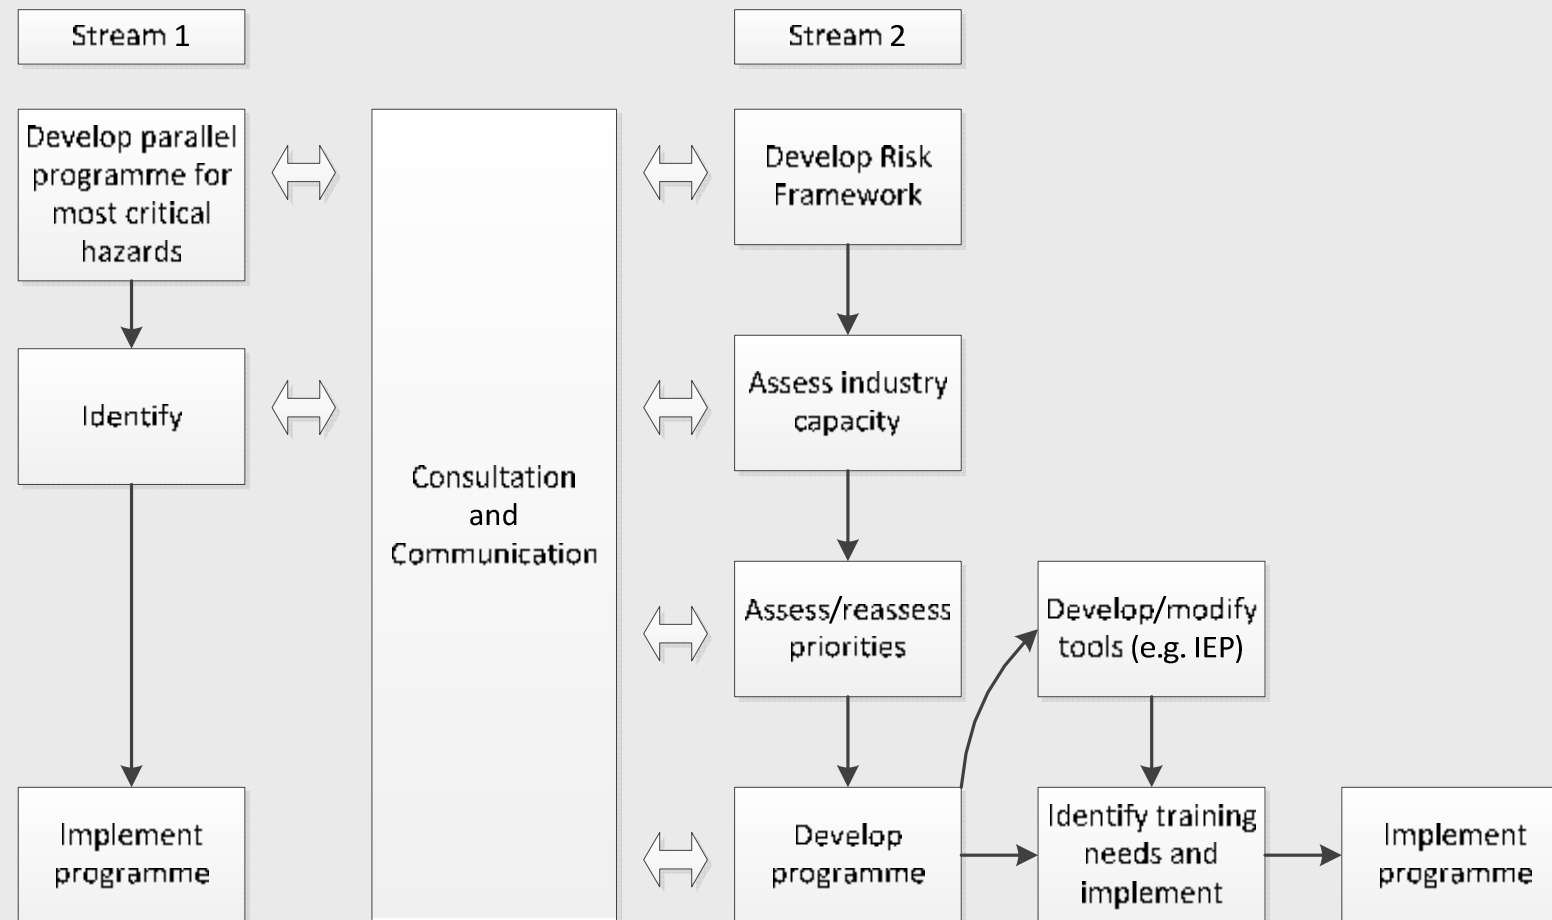 Stream 1
Stream 2
Develop parallel
programme for
most critical
hazards
Develop Risk
Framework
Identify
Assess industry
capacity
Consultation
and
Communication
Assess/reassess
priorities
Develop/modify
tools (e.g. IEP)
Implement
programme
Develop
programme
Identify training
needs and
implement
Implement
programme